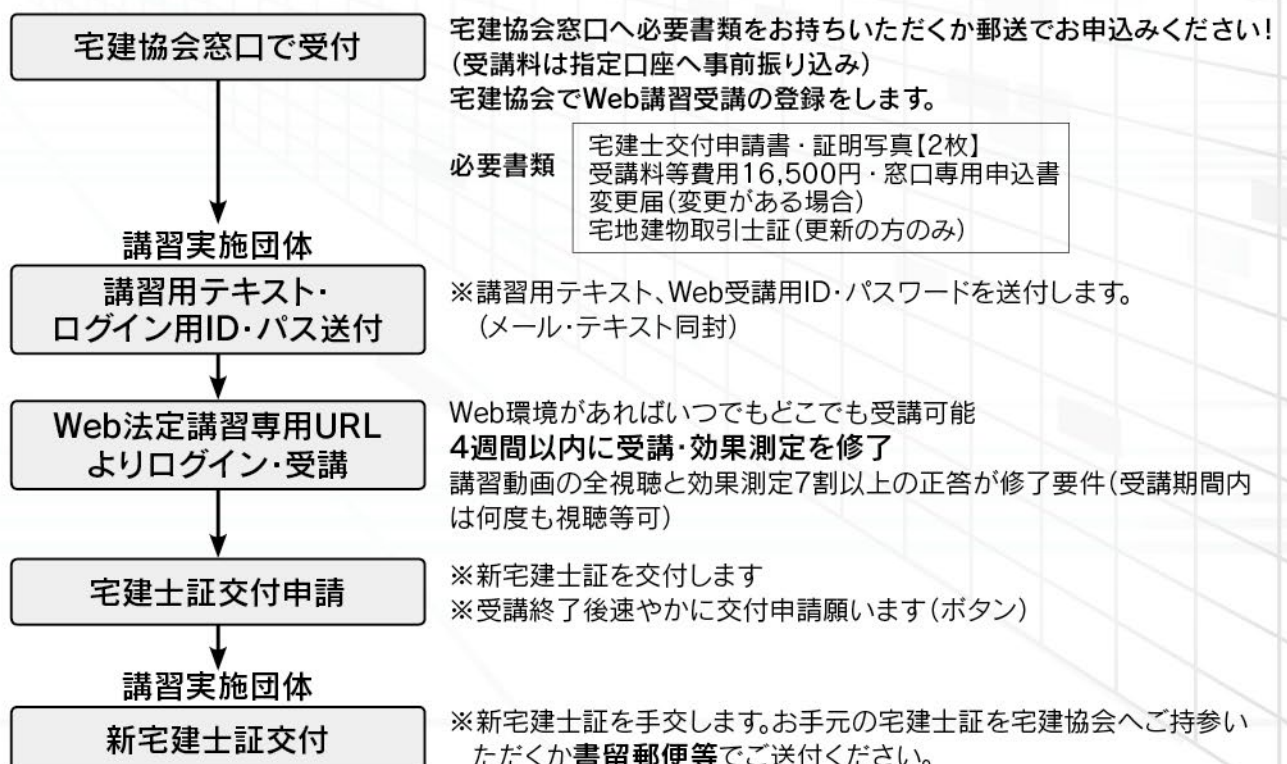 宅建協会窓口で受付
宅建協会窓口へ必要書類をお持ちいただくか郵送でお申込みください!
(受講料は指定口座へ事前振り込み)
宅建協会でWeb講習受講の登録をします。
必要書類
宅建士交付申請書・証明写真【2枚】
受講料等費用16,500円・窓口専用申込書
変更届(変更がある場合)
宅地建物取引士証(更新の方のみ)
講習実施団体
講習用テキスト・
ログイン用ID・パス送付
※講習用テキスト、Web受講用ID・パスワードを送付します。
(メール・テキスト同封)
Web法定講習専用URL
よりログイン・受講
Web環境があればいつでもどこでも受講可能
4週間以内に受講・効果測定を修了
講習動画の全視聴と効果測定7割以上の正答が修了要件(受講期間内
は何度も視聴等可)
宅建士証交付申請
※新宅建士証を交付します
※受講終了後速やかに交付申請願います(ボタン)
講習実施団体
新宅建士証交付
※新宅建士証を手交します。お手元の宅建士証を宅建協会へご持参い
ただくか書留郵便等でご送付ください。